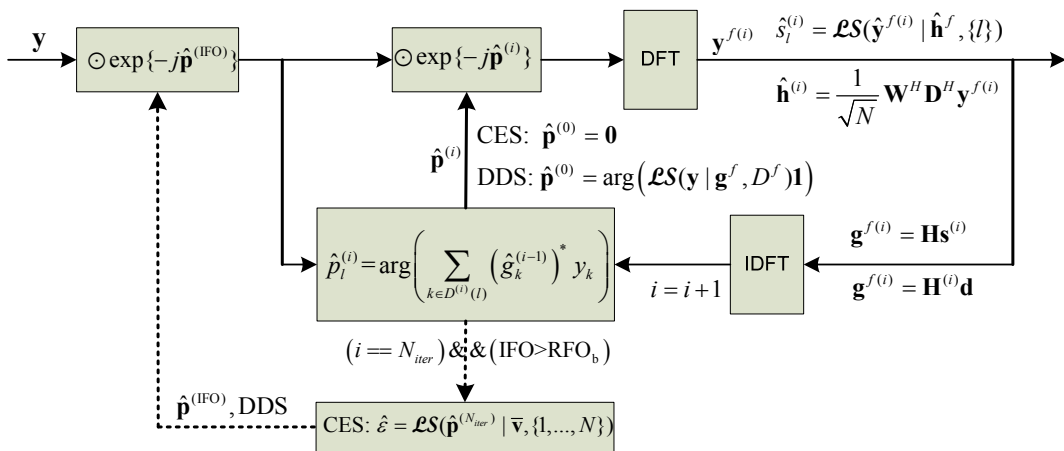 y
⊙exp{-jp̂^(IFO)}
⊙exp{-jp̂^(i)}
DFT
y^{f(i)}
ŝ_l^(i) = LS(ŷ^{f(i)} | ĥ^f, {l})
ĥ^(i) = 1/√N W^H D^H y^{f(i)}
p̂^(i)
CES: p̂^(0) = 0
DDS: p̂^(0) = arg(LS(y | g^f, D^f)1)
p̂_l^(i) = arg(∑_{k∈D^(i)(l)} (ĝ_k^(i-1))^* y_k)
i = i+1
IDFT
g^{f(i)} = Hs^(i)
g^{f(i)} = H^(i)d
(i == N_iter) & & (IFO>RFO_b)
p̂^(IFO), DDS
CES: ε̂ = LS(p̂^(N_iter) | v̄, {1,...,N})